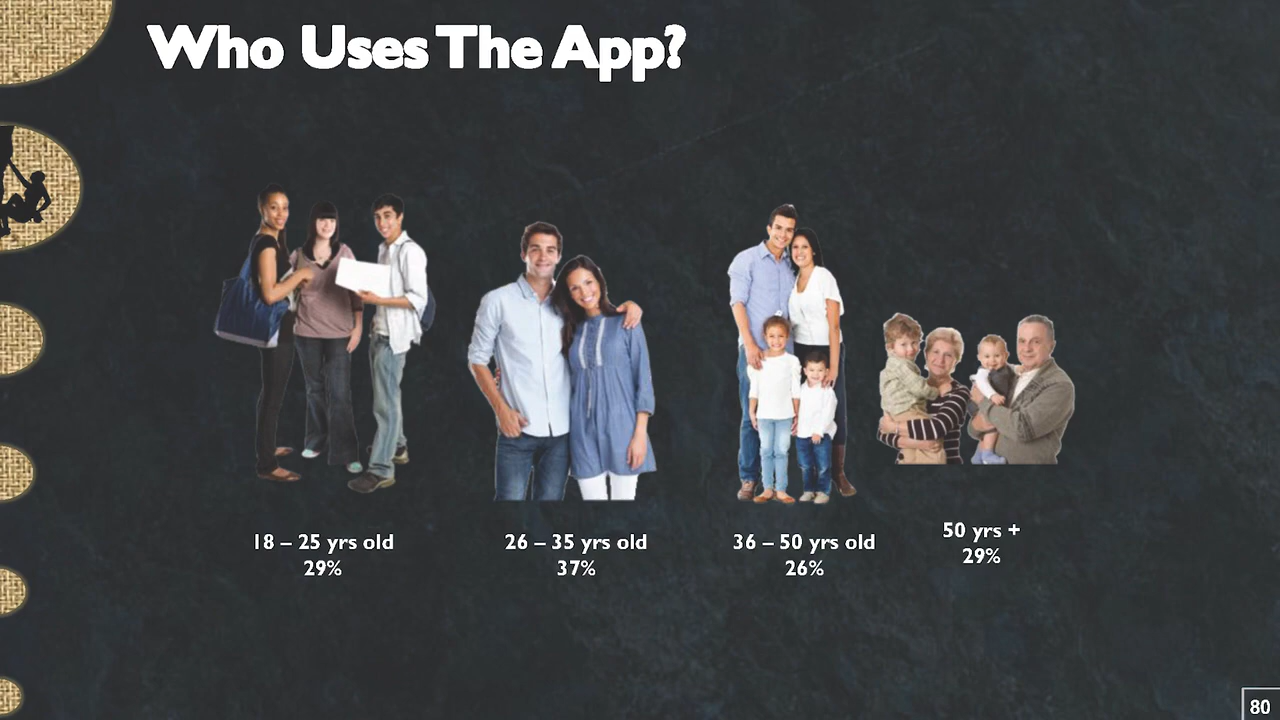 Who Uses The App?
18 – 25 yrs old
29%
26 – 35 yrs old
37%
36 – 50 yrs old
26%
50 yrs +
29%
80